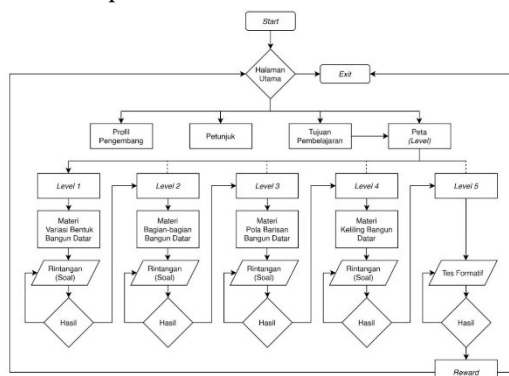 Start
Halaman
Utama
Exit
Profil
Pengembang
Petunjuk
Tujuan
Pembelajaran
Peta
(Level)
Level 1
Level 2
Level 3
Level 4
Level 5
Materi
Variasi Bentuk
Bangun Datar
Materi
Bagian-bagian
Bangun Datar
Materi
Pola Barisan
Bangun Datar
Materi
Keliling Bangun
Datar
Rintangan
(Soal)
Rintangan
(Soal)
Rintangan
(Soal)
Rintangan
(Soal)
Tes Formatif
Hasil
Hasil
Hasil
Hasil
Hasil
Reward